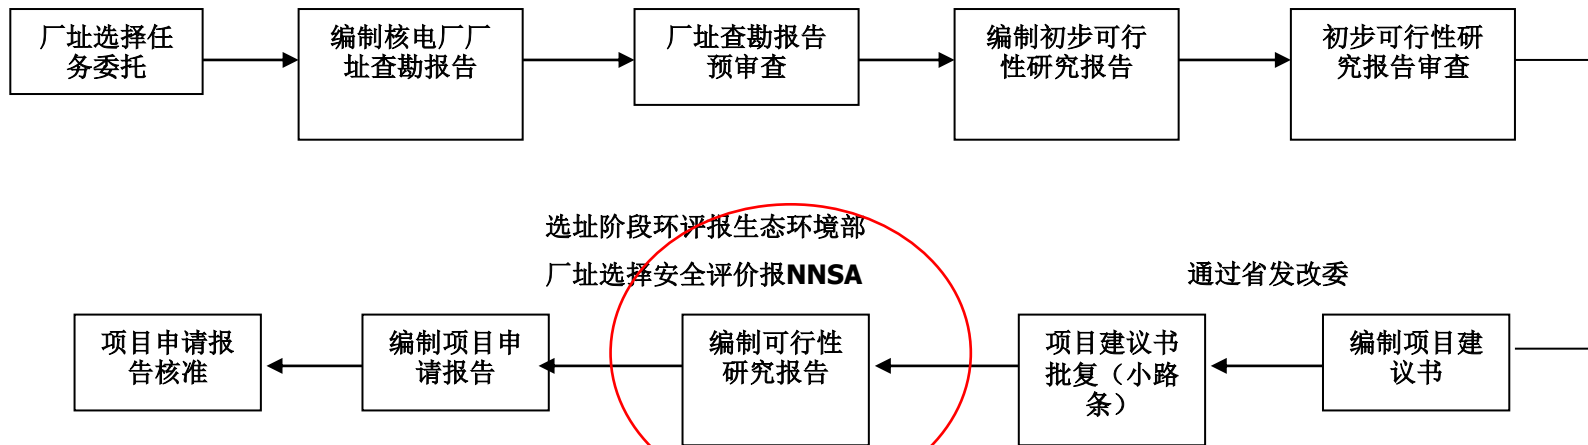 厂址选择任
务委托
编制核电厂厂
址查勘报告
厂址查勘报告
预审查
编制初步可行
性研究报告
初步可行性研
究报告审查
选址阶段环评报生态环境部
厂址选择安全评价报NNSA
通过省发改委
项目申请报
告核准
编制项目申
请报告
编制可行性
研究报告
项目建议书
批复（小路
条）
编制项目建
议书